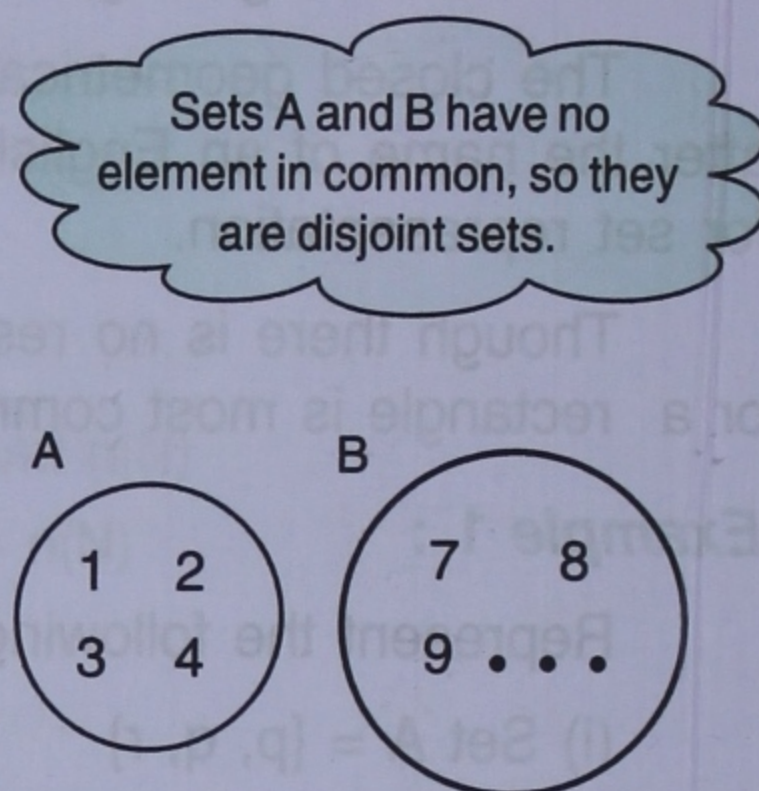 Sets A and B have no
element in common, so they
are disjoint sets.
A B
1 2
3 4
7 8
9 • • •